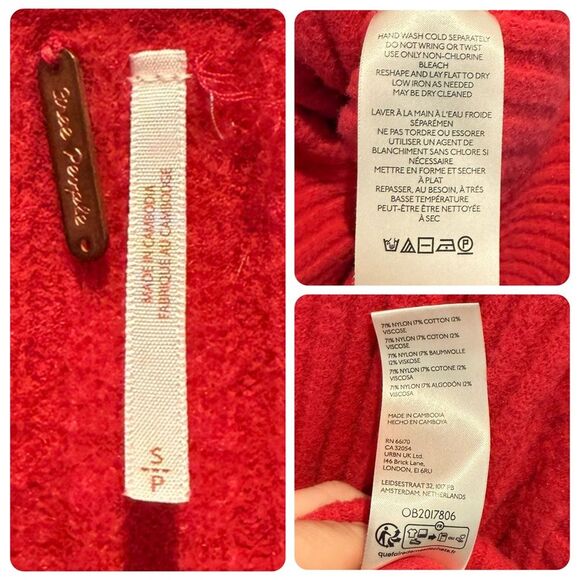 Free People
MADE IN CAMBODIA
FABRIQUÉ AU CAMBODGE
S
P
HAND WASH COLD SEPARATELY
DO NOT WRING OR TWIST
USE ONLY NON-CHLORINE
BLEACH
RESHAPE AND LAY FLAT TO DRY
LOW IRON AS NEEDED
MAY BE DRY CLEANED
LAVER À LA MAIN À L'EAU FROIDE
SÉPARÉMEN
NE PAS TORDRE OU ESSORER
UTILISER UN AGENT DE
BLANCHIMENT SANS CHLORE SI
NÉCESSAIRE
METTRE EN FORME ET SECHER
À PLAT
REPASSER, AU BESOIN, À TRÉS
BASSE TEMPÉRATURE
PEUT-ÊTRE ÊTRE NETTOYÉE
À SEC
P
71% NYLON 17% COTTON 12%
VISCOSE
71% NYLON 17% COTON 12%
VISCOSE
71% NYLON 17% BAUMWOLLE
12% VISKOSE
71% NYLON 17% COTONE 12%
VISCOSA
71% NYLON 17% ALGODÓN 12%
VISCOSA
MADE IN CAMBODIA
HECHO EN CAMBOYA
RN 66170
CA 32054
URBN UK Ltd.
146 Brick Lane,
LONDON, E1 6RU
LEIDSESTRAAT 32, 1017 PB
AMSTERDAM, NETHERLANDS
OB2017806
FR